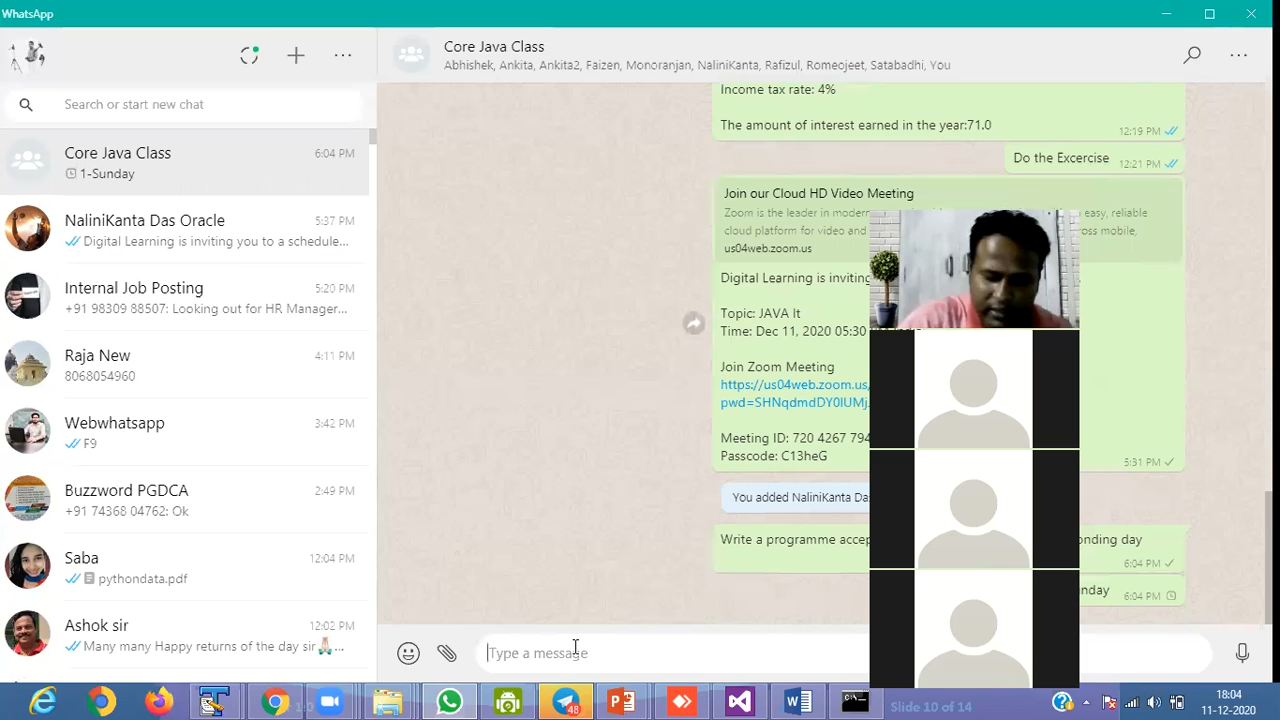 WhatsApp
Core Java Class
Abhishek, Ankita, Ankita2, Faizen, Monoranjan, NaliniKanta, Rafizul, Romeojeet, Satabadhi, You
Search or start new chat
Core Java Class
6:04 PM
1-Sunday
NaliniKanta Das Oracle
5:37 PM
Digital Learning is inviting you to a schedule...
Internal Job Posting
5:20 PM
+91 98309 88507: Looking out for HR Manager...
Raja New
4:11 PM
8068054960
Webwhatsapp
3:42 PM
F9
Buzzword PGDCA
2:49 PM
+91 74368 04762: Ok
Saba
12:04 PM
pythondata.pdf
Ashok sir
12:02 PM
Many many Happy returns of the day sir🙏🏻...
Income tax rate: 4%
The amount of interest earned in the year:71.0
12:19 PM
Do the Excercise
12:21 PM
Join our Cloud HD Video Meeting
Zoom is the leader in modern easy, reliable
cloud platform for video and across mobile,
us04web.zoom.us
Digital Learning is inviting
Topic: JAVA lt
Time: Dec 11, 2020 05:30
Join Zoom Meeting
https://us04web.zoom.us/
pwd=SHNqdmdDY0lUMj
Meeting ID: 720 4267 794
Passcode: C13heG
5:31 PM
You added NaliniKanta Das
Write a programme accep onding day
6:04 PM
nday
6:04 PM
Type a message
48
Slide 10 of 14
18:04
11-12-2020